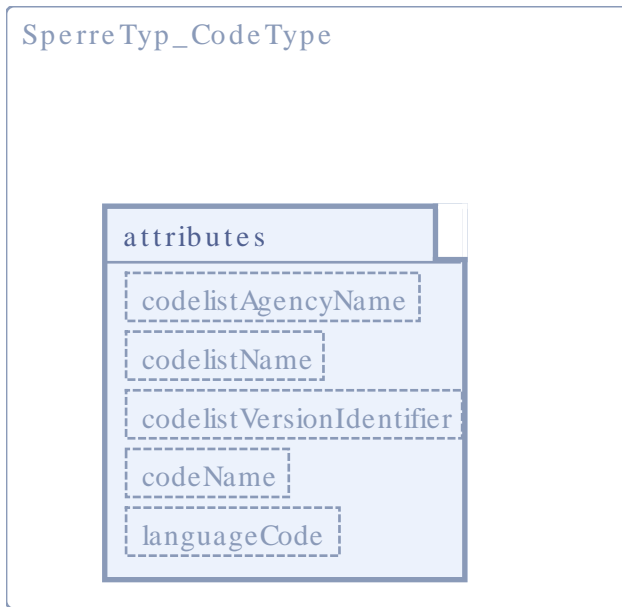 SperreTyp_CodeType
attributes
codelistAgencyName
codelistName
codelistVersionIdentifier
codeName
languageCode